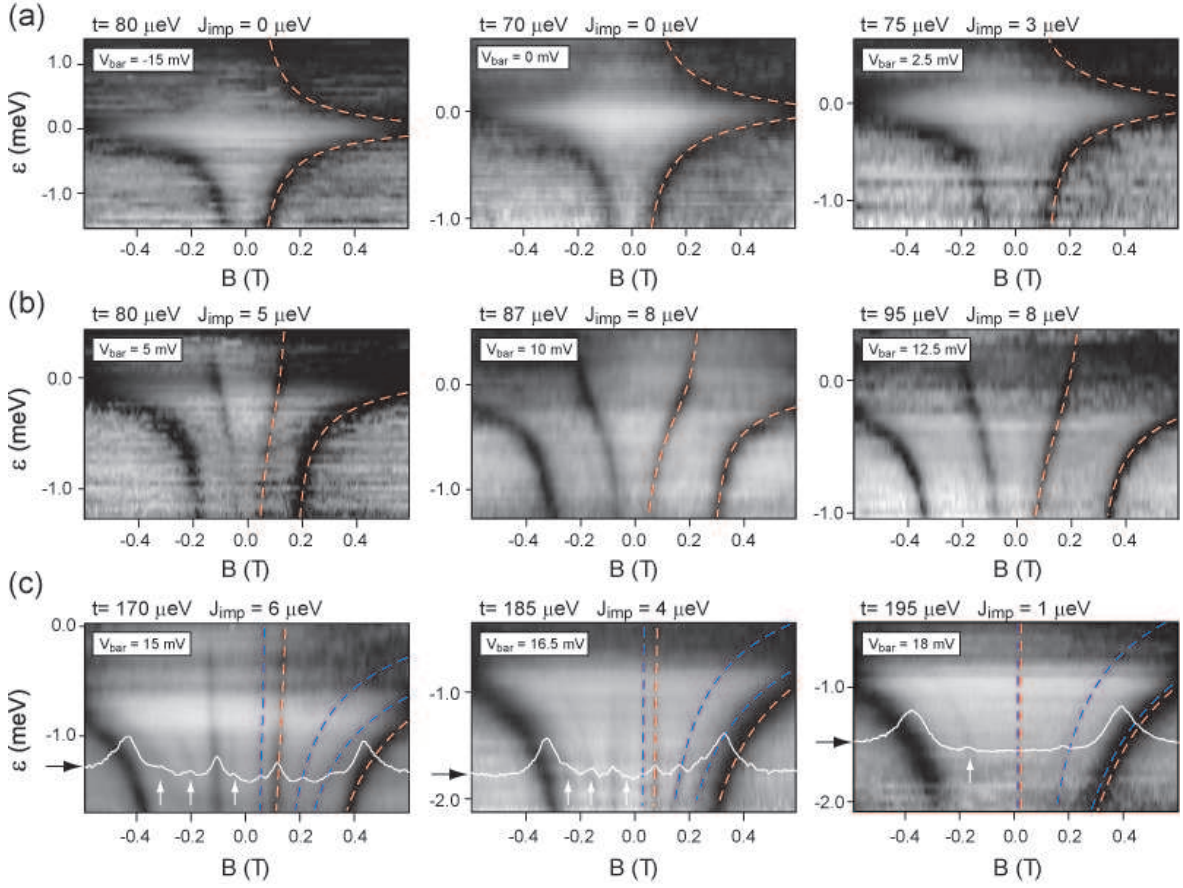 (a)
t= 80 μeV J_imp = 0 μeV
t= 70 μeV J_imp = 0 μeV
t= 75 μeV J_imp = 3 μeV
V_bar = -15 mV
V_bar = 0 mV
V_bar = 2.5 mV
ε (meV)
1.0
0.0
-1.0
0.0
-1.0
0.0
-1.0
-0.4 -0.2 0.0 0.2 0.4
-0.4 -0.2 0.0 0.2 0.4
-0.4 -0.2 0.0 0.2 0.4
B (T)
B (T)
B (T)
(b)
t= 80 μeV J_imp = 5 μeV
t= 87 μeV J_imp = 8 μeV
t= 95 μeV J_imp = 8 μeV
V_bar = 5 mV
V_bar = 10 mV
V_bar = 12.5 mV
ε (meV)
0.0
-1.0
0.0
-1.0
0.0
-1.0
-0.4 -0.2 0.0 0.2 0.4
-0.4 -0.2 0.0 0.2 0.4
-0.4 -0.2 0.0 0.2 0.4
B (T)
B (T)
B (T)
(c)
t= 170 μeV J_imp = 6 μeV
t= 185 μeV J_imp = 4 μeV
t= 195 μeV J_imp = 1 μeV
V_bar = 15 mV
V_bar = 16.5 mV
V_bar = 18 mV
ε (meV)
0.0
-1.0
-1.0
-2.0
-1.0
-2.0
-0.4 -0.2 0.0 0.2 0.4
-0.4 -0.2 0.0 0.2 0.4
-0.4 -0.2 0.0 0.2 0.4
B (T)
B (T)
B (T)